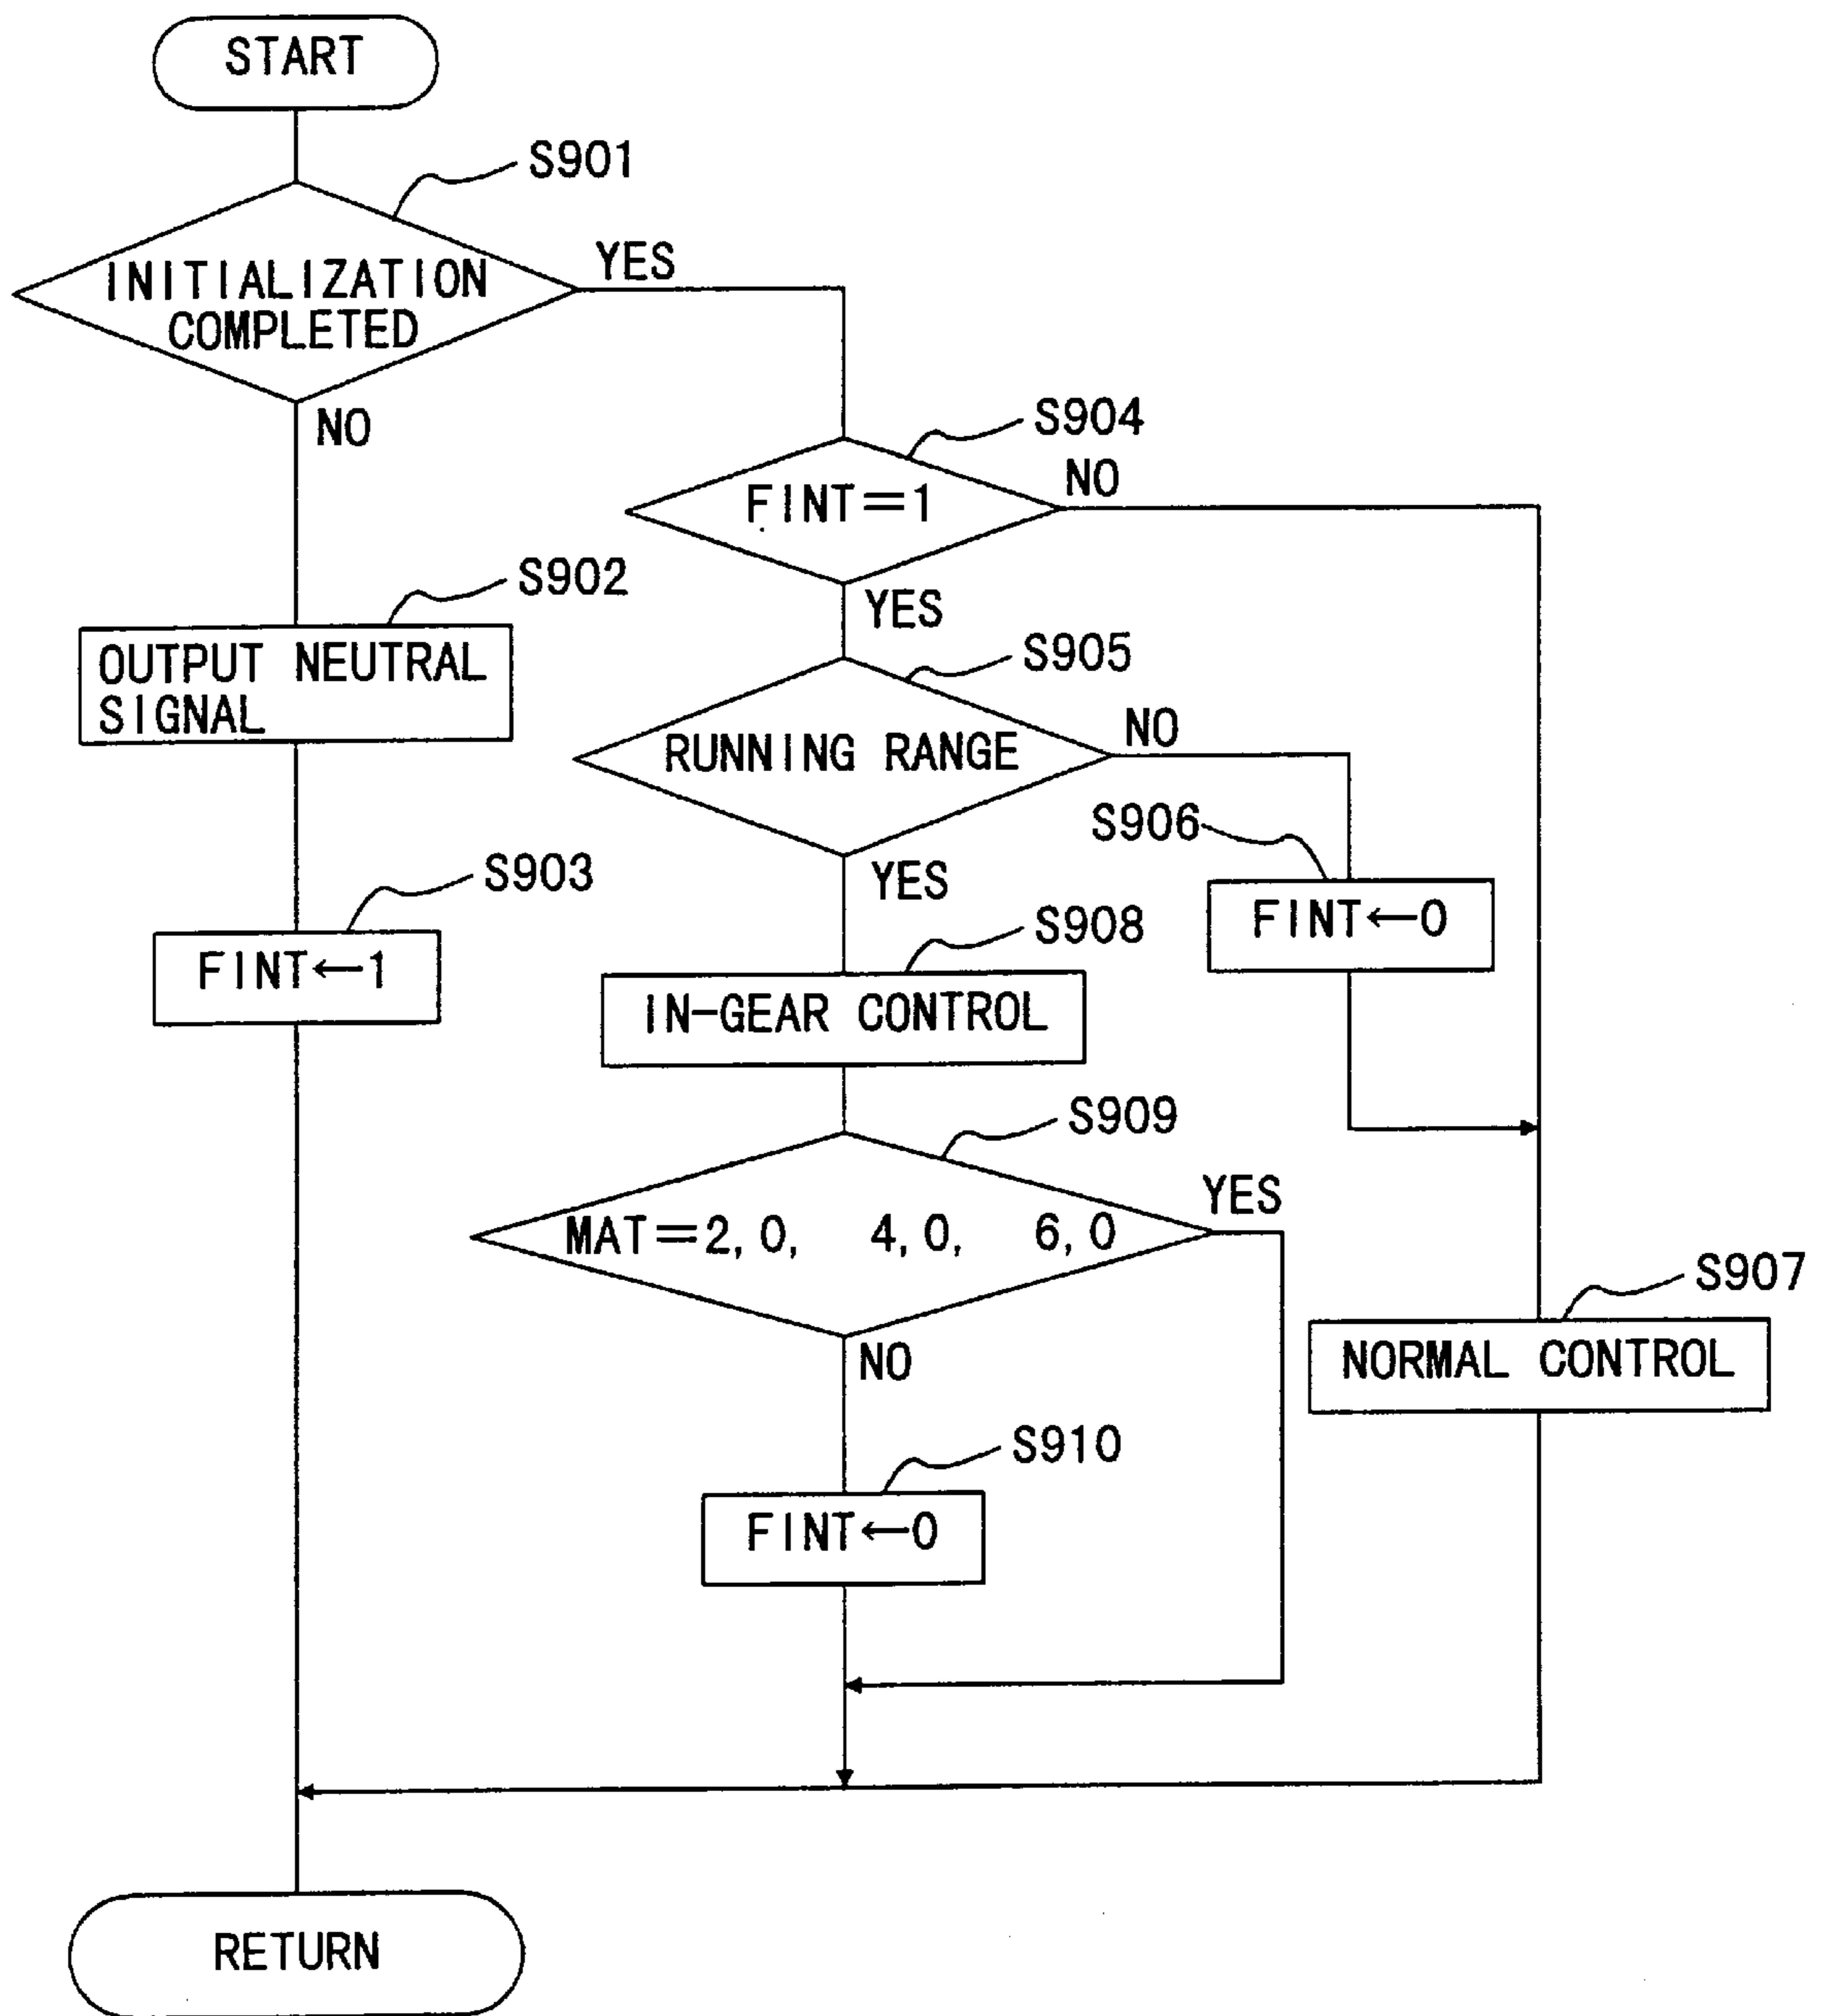 START
S901
INITIALIZATION
COMPLETED
YES
NO
S904
FINT=1
NO
YES
S902
OUTPUT NEUTRAL
SIGNAL
S905
RUNNING RANGE
NO
YES
S906
FINT←0
S903
FINT←1
S908
IN-GEAR CONTROL
S909
MAT=2,0, 4,0, 6,0
YES
NO
S907
NORMAL CONTROL
S910
FINT←0
RETURN